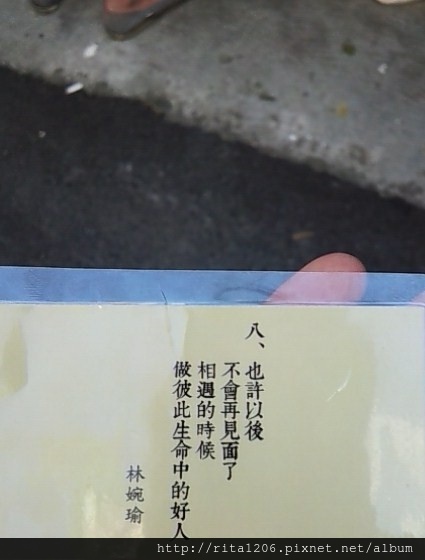 八、也許以後
不會再見面了
相遇的時候
做彼此生命中的好人
林婉瑜
http://rita1206.pixnet.net/album